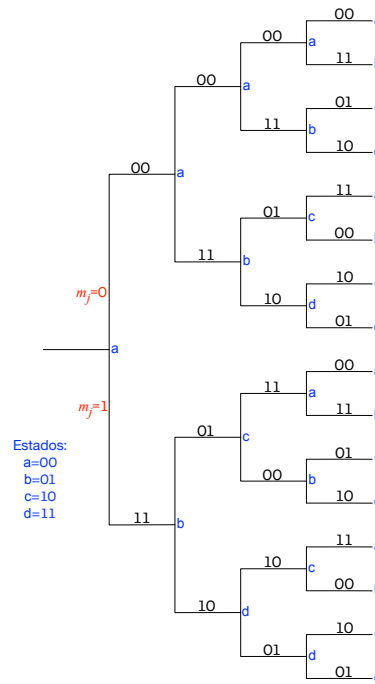 00
00 a
11
00 a
01
11 b
10
00 a
11
01 c
00
11 b
10
10 d
01
m_j=0
a
00
m_j=1
11 a
11
01 c
Estados:
a=00
b=01
c=10
d=11
01
00 b
10
11 b
11
10 c
00
10 d
10
01 d
01